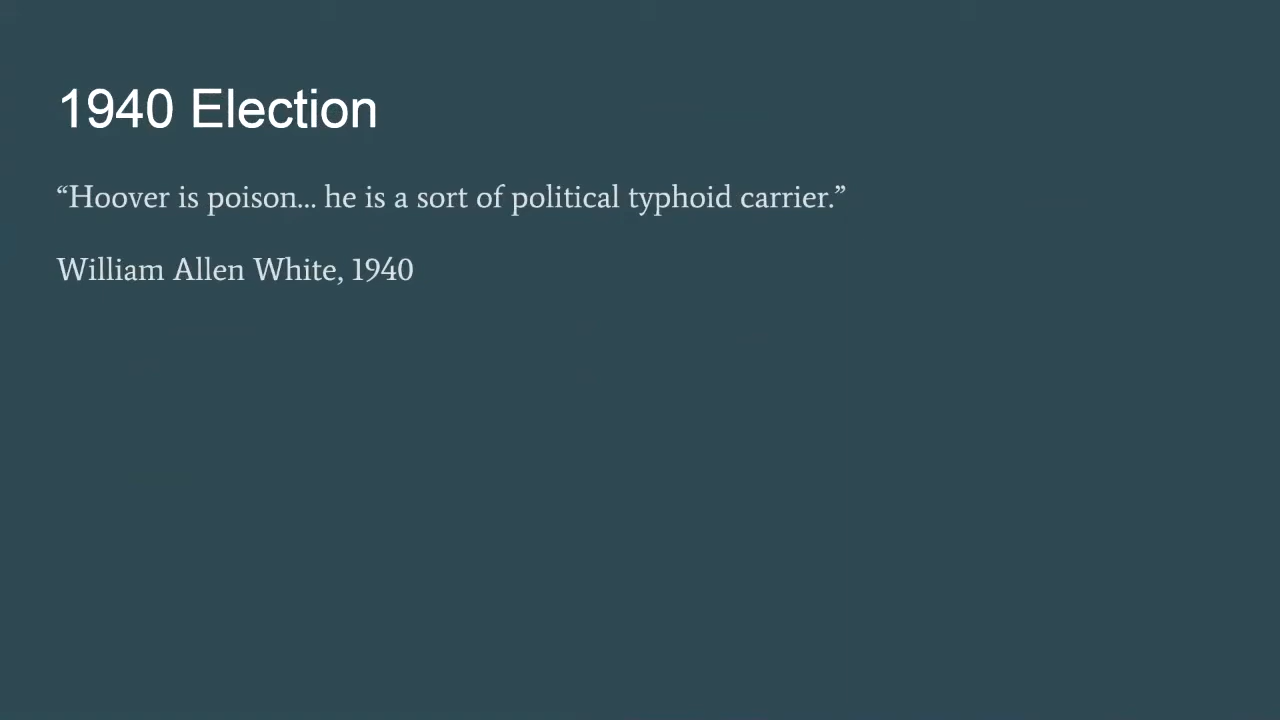 1940 Election
“Hoover is poison... he is a sort of political typhoid carrier.”
William Allen White, 1940